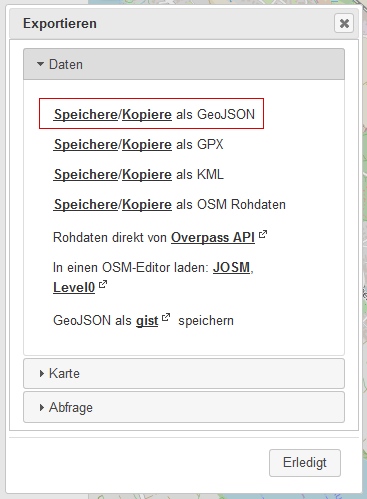 Exportieren
Daten
Speichere/Kopiere als GeoJSON
Speichere/Kopiere als GPX
Speichere/Kopiere als KML
Speichere/Kopiere als OSM Rohdaten
Rohdaten direkt von Overpass API
In einen OSM-Editor laden: JOSM,
Level0
GeoJSON als gist speichern
Karte
Abfrage
Erledigt